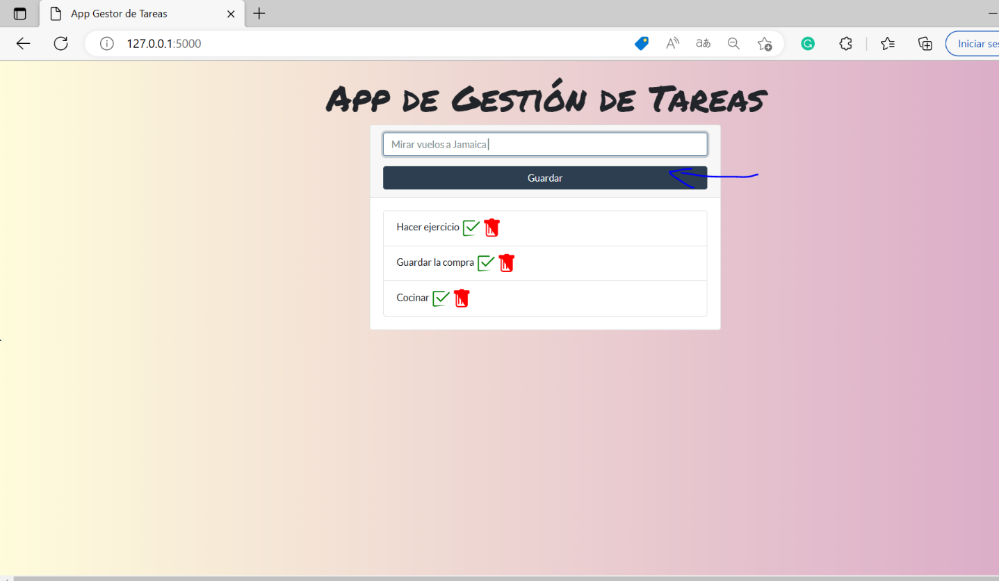 App Gestor de Tareas
127.0.0.1:5000
Iniciar ses
App de Gestión de Tareas
Mirar vuelos a Jamaica
Guardar
Hacer ejercicio
Guardar la compra
Cocinar